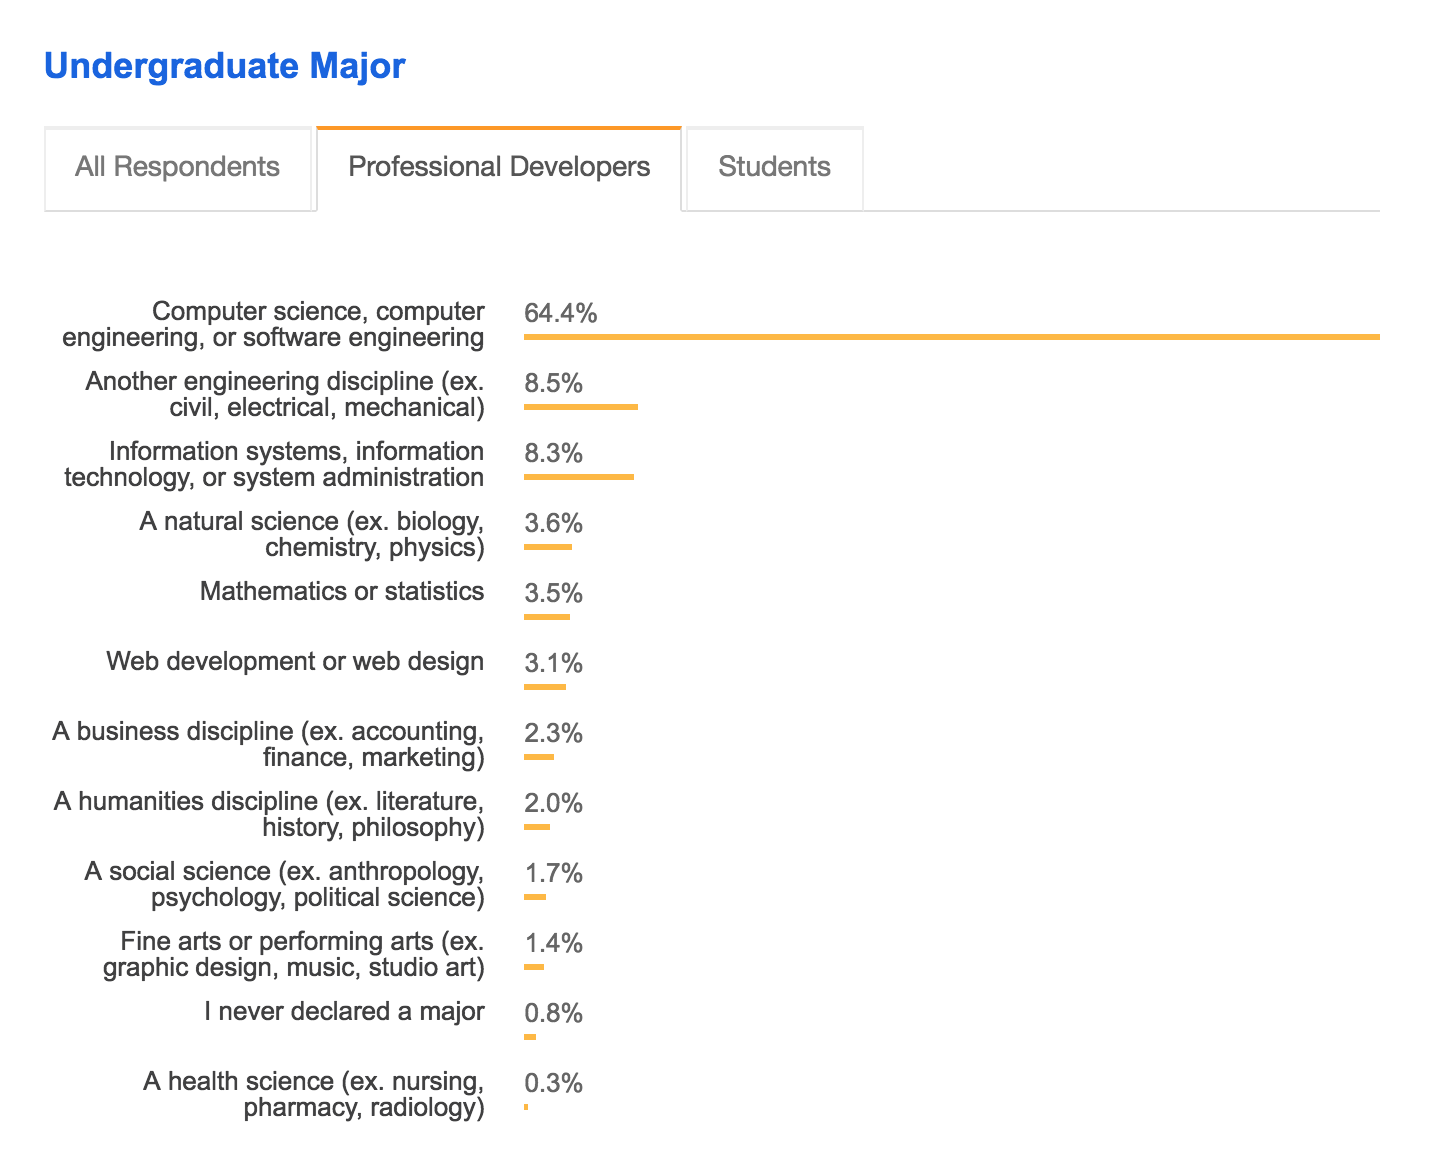 Undergraduate Major
All Respondents
Professional Developers
Students
Computer science, computer
engineering, or software engineering
64.4%
Another engineering discipline (ex.
civil, electrical, mechanical)
8.5%
Information systems, information
technology, or system administration
8.3%
A natural science (ex. biology,
chemistry, physics)
3.6%
Mathematics or statistics
3.5%
Web development or web design
3.1%
A business discipline (ex. accounting,
finance, marketing)
2.3%
A humanities discipline (ex. literature,
history, philosophy)
2.0%
A social science (ex. anthropology,
psychology, political science)
1.7%
Fine arts or performing arts (ex.
graphic design, music, studio art)
1.4%
I never declared a major
0.8%
A health science (ex. nursing,
pharmacy, radiology)
0.3%